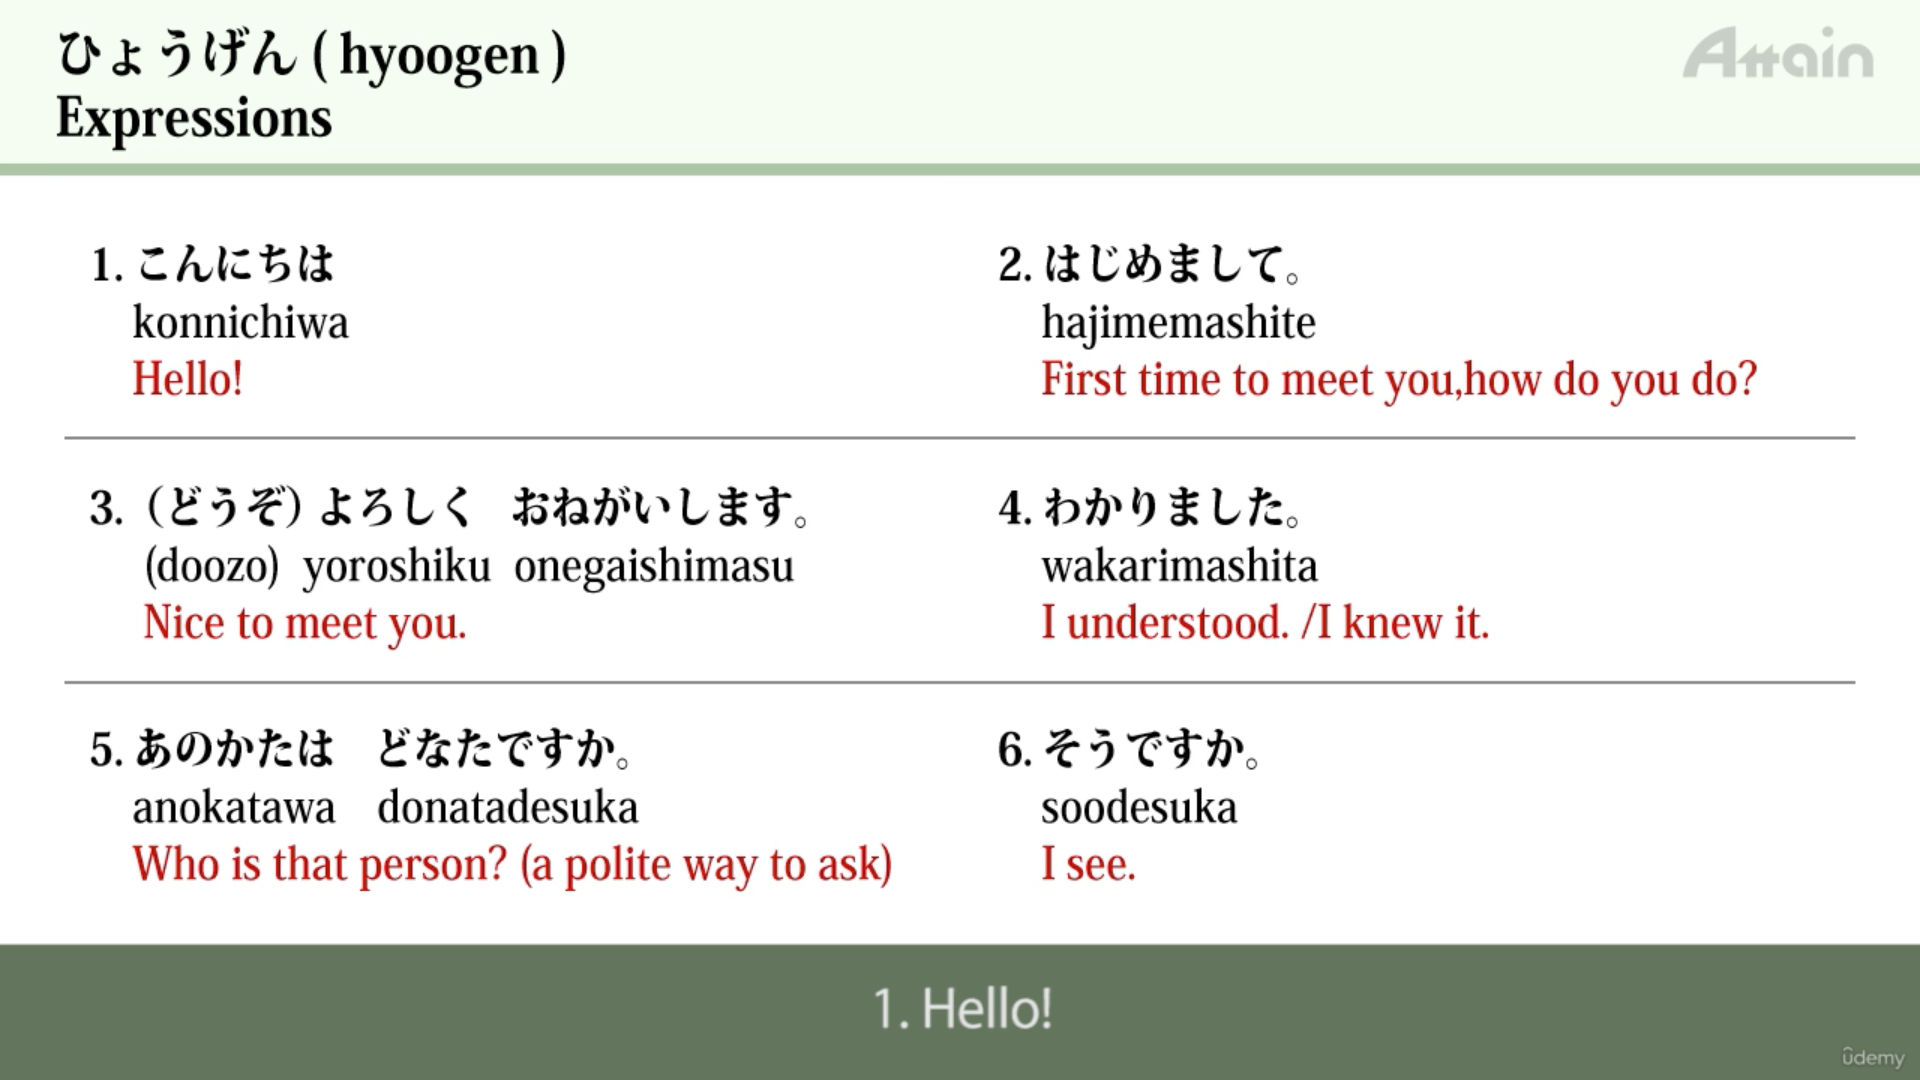 ひょうげん ( hyoogen )
Expressions
Attain
1. こんにちは
konnichiwa
Hello!
2. はじめまして。
hajimemashite
First time to meet you,how do you do?
3.（どうぞ）よろしく　おねがいします。
(doozo) yoroshiku onegaishimasu
Nice to meet you.
4. わかりました。
wakarimashita
I understood. /I knew it.
5. あのかたは　どなたですか。
anokatawa donatadesuka
Who is that person? (a polite way to ask)
6. そうですか。
soodesuka
I see.
1. Hello!
ûdemy